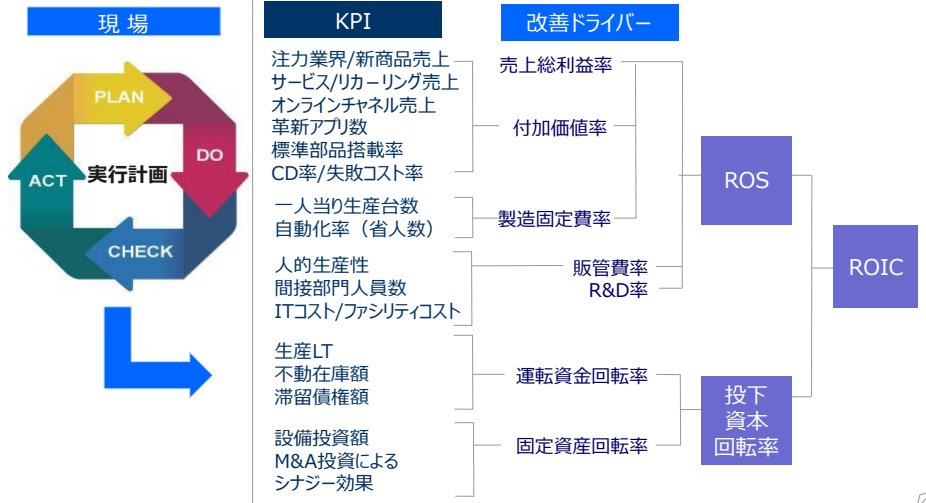 現 場
PLAN
DO
CHECK
ACT
実行計画
KPI
注力業界/新商品売上
サービス/リカーリング売上
オンラインチャネル売上
革新アプリ数
標準部品搭載率
CD率/失敗コスト率
一人当り生産台数
自動化率（省人数）
人的生産性
間接部門人員数
ITコスト/ファシリティコスト
生産LT
不動在庫額
滞留債権額
設備投資額
M&A投資による
シナジー効果
改善ドライバー
売上総利益率
付加価値率
製造固定費率
販管費率
R&D率
運転資金回転率
固定資産回転率
ROS
投下
資本
回転率
ROIC